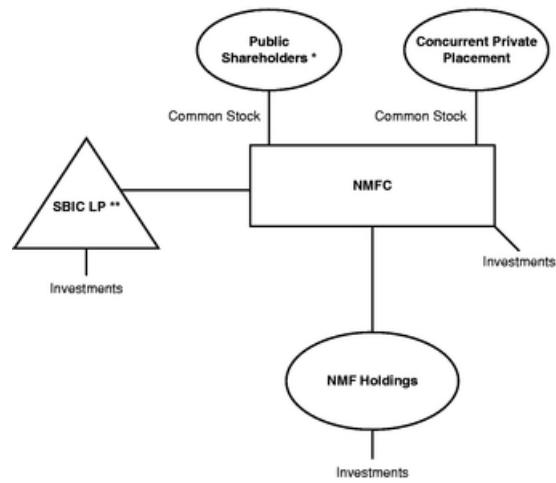 Public
Shareholders *
Concurrent Private
Placement
Common Stock
Common Stock
NMFC
SBIC LP **
Investments
Investments
NMF Holdings
Investments